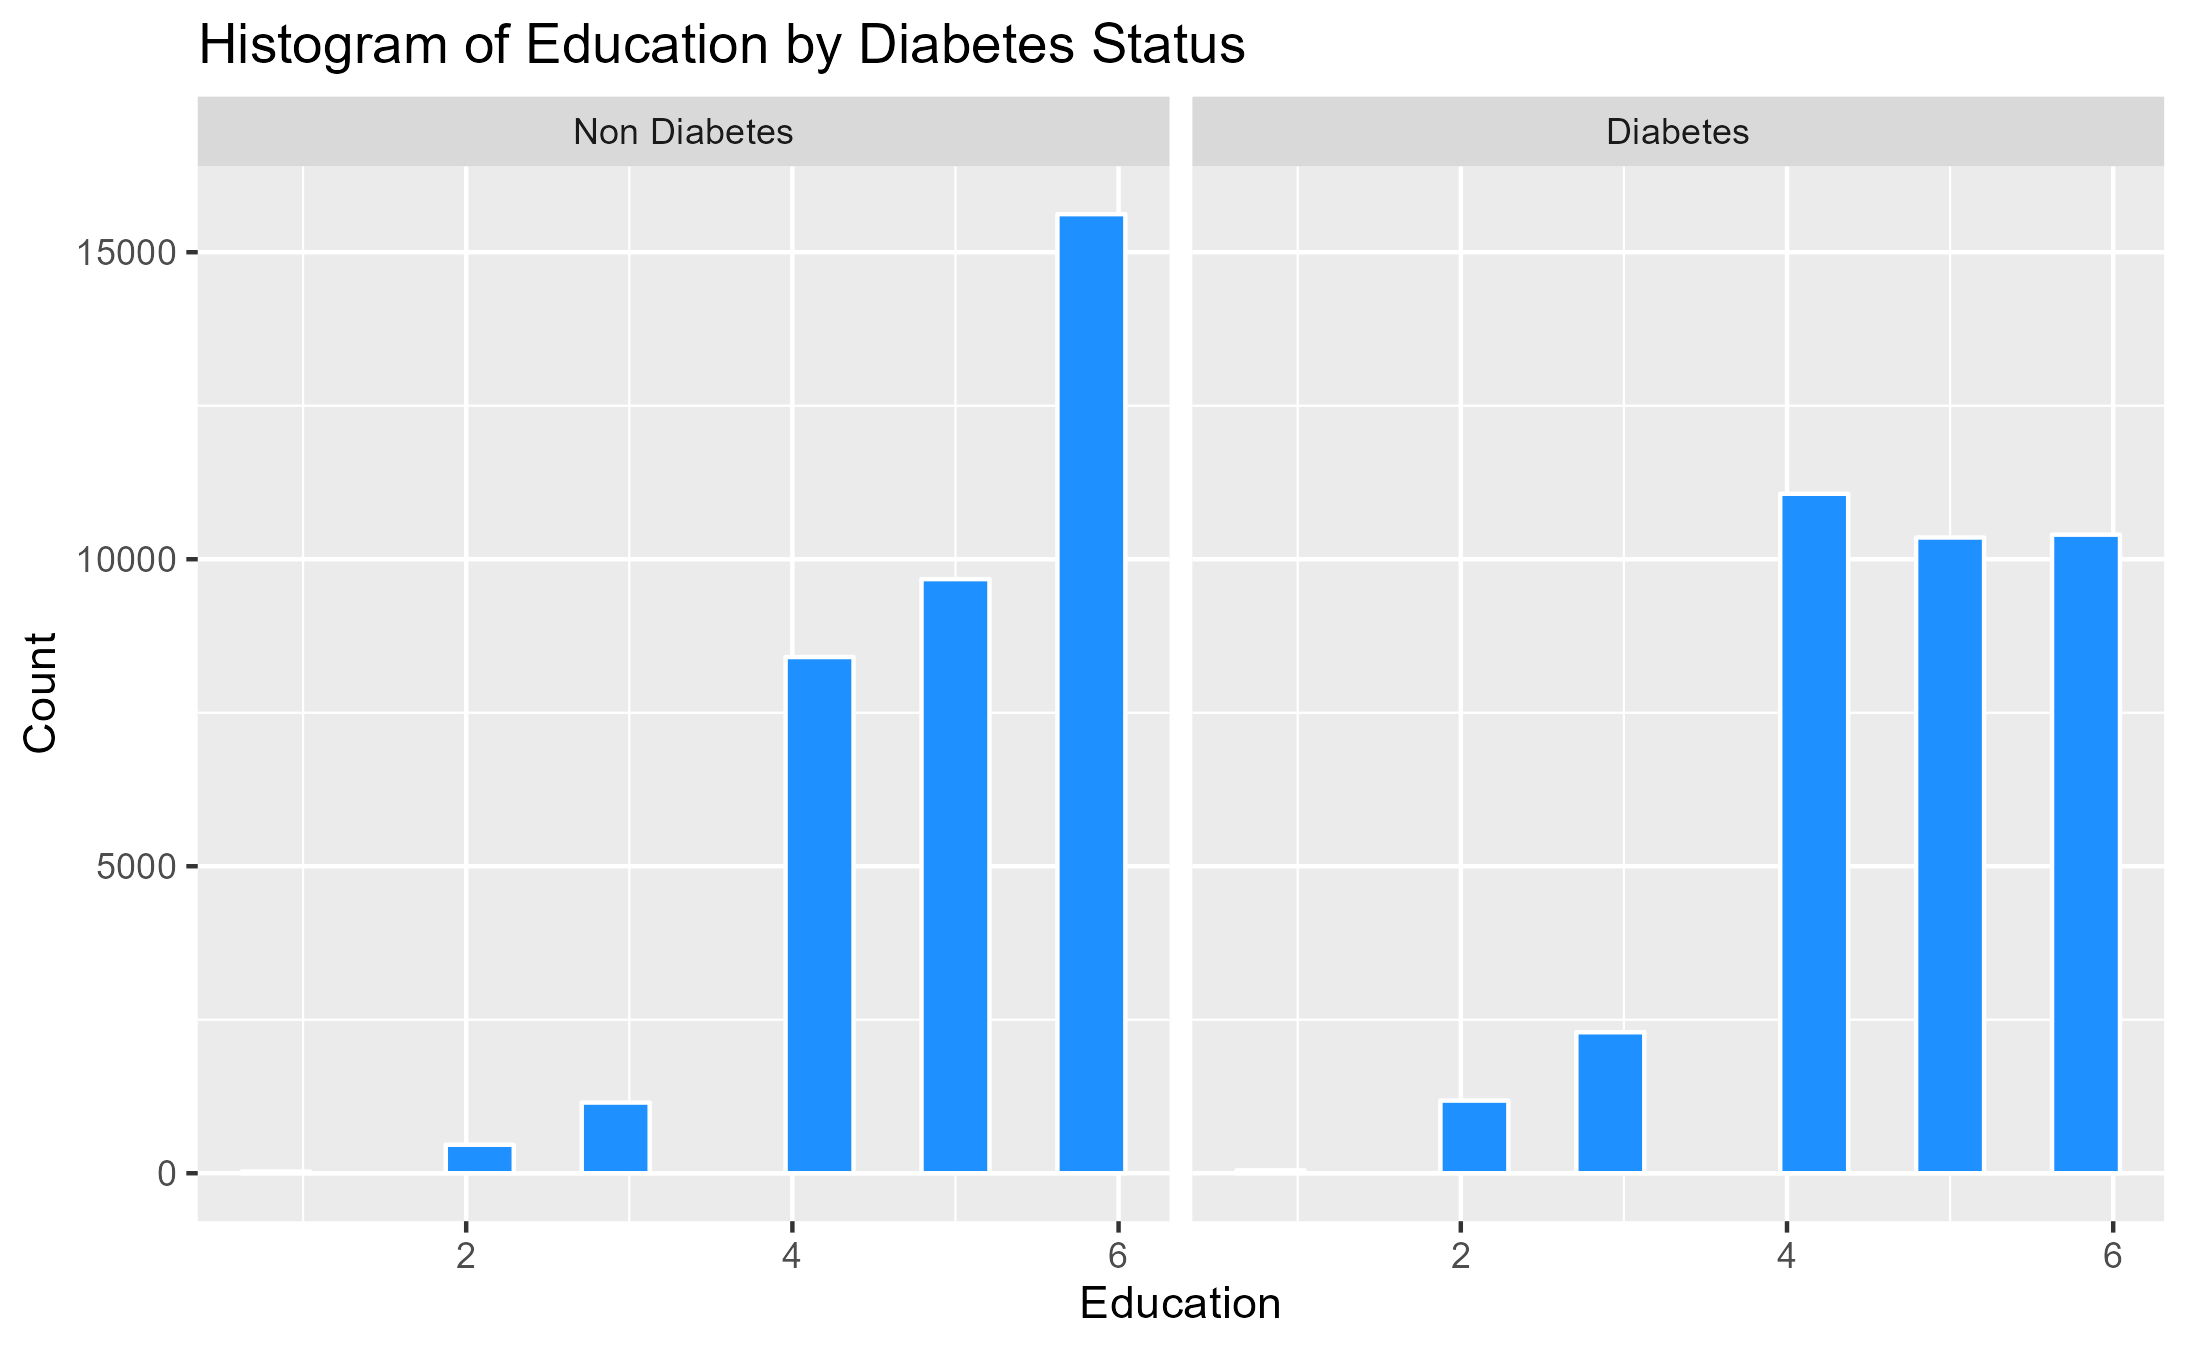 Histogram of Education by Diabetes Status
Non Diabetes
Diabetes
15000
10000
5000
0
Count
2
4
6
2
4
6
Education